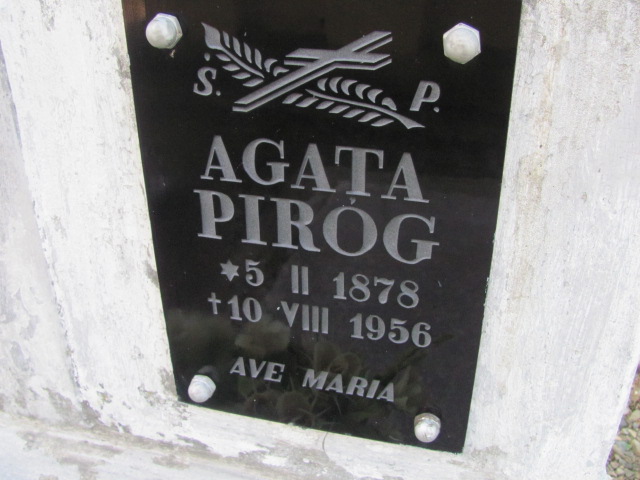 Ś. P.
AGATA
PIRÓG
*5 II 1878
†10 VIII 1956
AVE MARIA